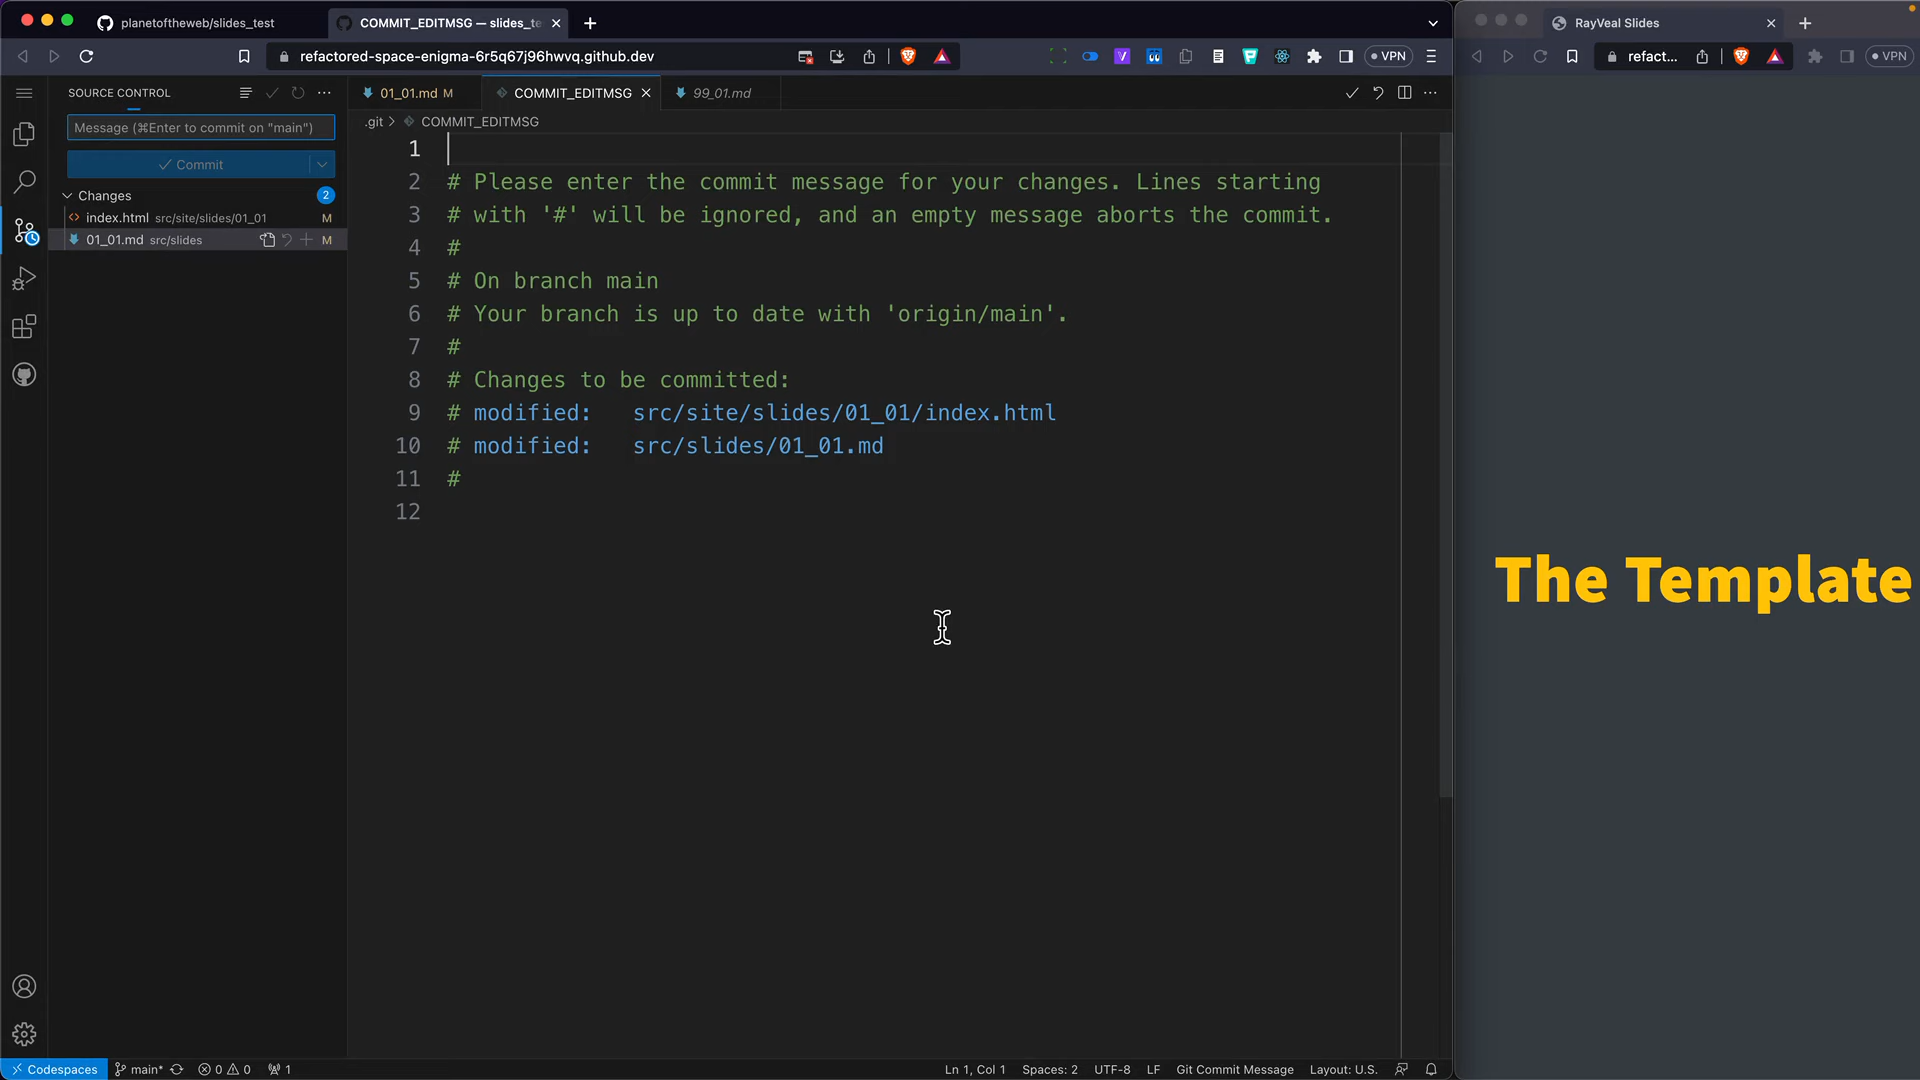 planetoftheweb/slides_test
COMMIT_EDITMSG — slides_te
RayVeal Slides
refactored-space-enigma-6r5q67j96hwvq.github.dev
VPN
refact...
VPN
SOURCE CONTROL
01_01.md M
COMMIT_EDITMSG
99_01.md
.git > COMMIT_EDITMSG
Message (⌘Enter to commit on "main")
Commit
Changes
2
index.html src/site/slides/01_01 M
01_01.md src/slides M
1
2 # Please enter the commit message for your changes. Lines starting
3 # with '#' will be ignored, and an empty message aborts the commit.
4 #
5 # On branch main
6 # Your branch is up to date with 'origin/main'.
7 #
8 # Changes to be committed:
9 # modified: src/site/slides/01_01/index.html
10 # modified: src/slides/01_01.md
11 #
12
The Template
Codespaces
main*
0
0
1
Ln 1, Col 1
Spaces: 2
UTF-8
LF
Git Commit Message
Layout: U.S.